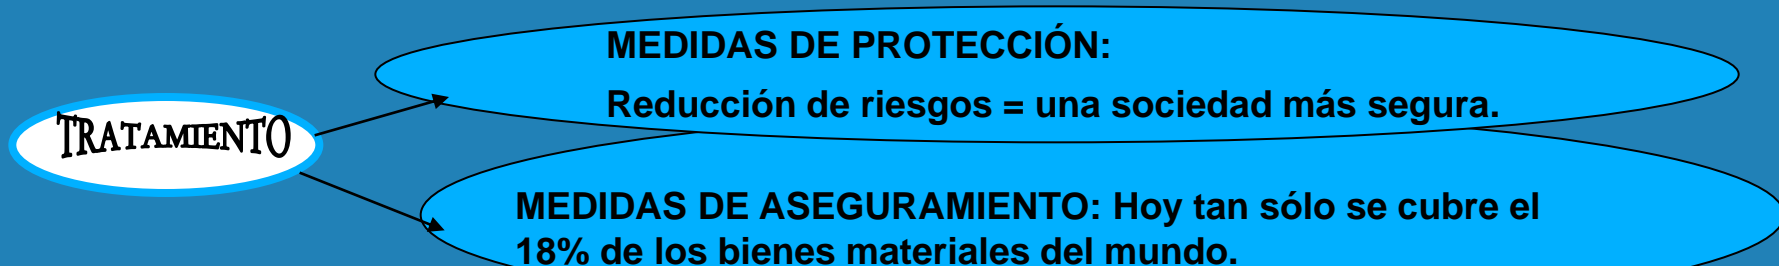 MEDIDAS DE PROTECCIÓN:
Reducción de riesgos = una sociedad más segura.
TRATAMIENTO
MEDIDAS DE ASEGURAMIENTO: Hoy tan sólo se cubre el
18% de los bienes materiales del mundo.